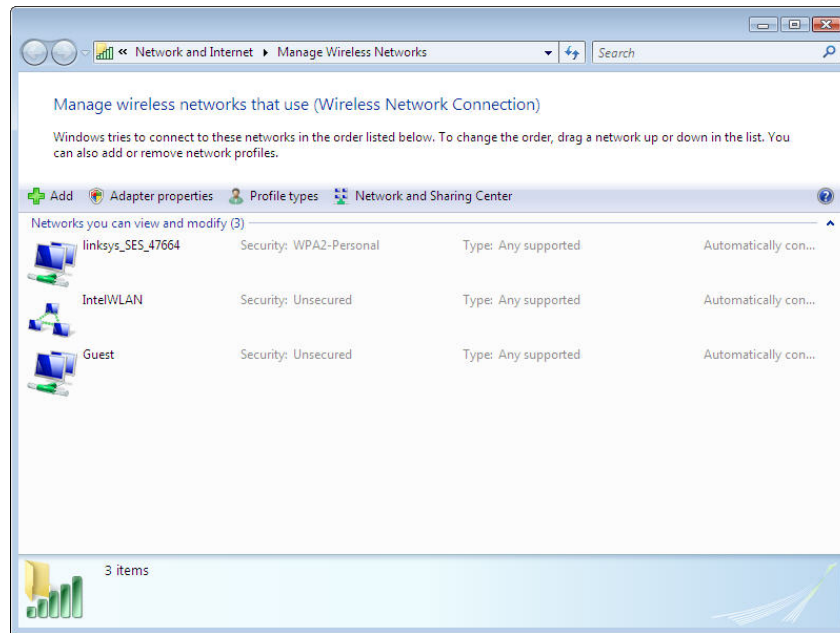 « Network and Internet ▸ Manage Wireless Networks Search
Manage wireless networks that use (Wireless Network Connection)
Windows tries to connect to these networks in the order listed below. To change the order, drag a network up or down in the list. You
can also add or remove network profiles.
Add Adapter properties Profile types Network and Sharing Center
Networks you can view and modify (3)
linksys_SES_47664 Security: WPA2-Personal Type: Any supported Automatically con...
IntelWLAN Security: Unsecured Type: Any supported Automatically con...
Guest Security: Unsecured Type: Any supported Automatically con...
3 items